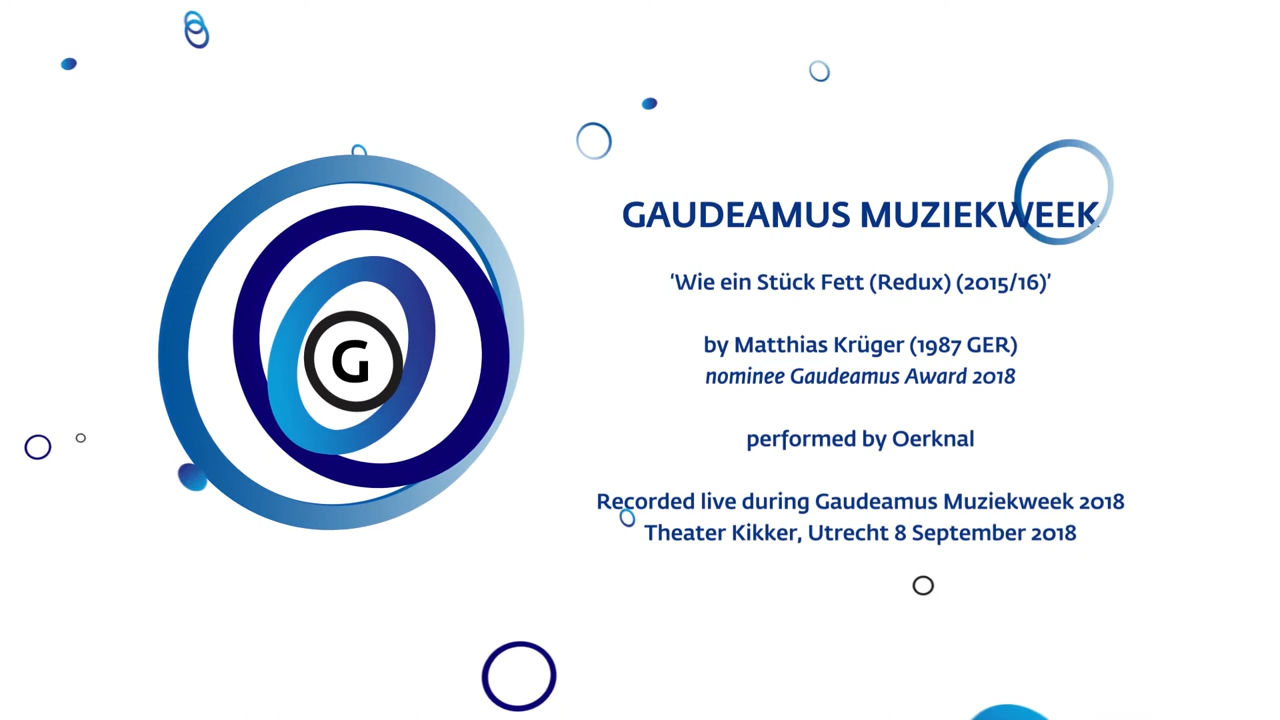 G
GAUDEAMUS MUZIEKWEEK
‘Wie ein Stück Fett (Redux) (2015/16)’
by Matthias Krüger (1987 GER)
nominee Gaudeamus Award 2018
performed by Oerknal
Recorded live during Gaudeamus Muziekweek 2018
Theater Kikker, Utrecht 8 September 2018